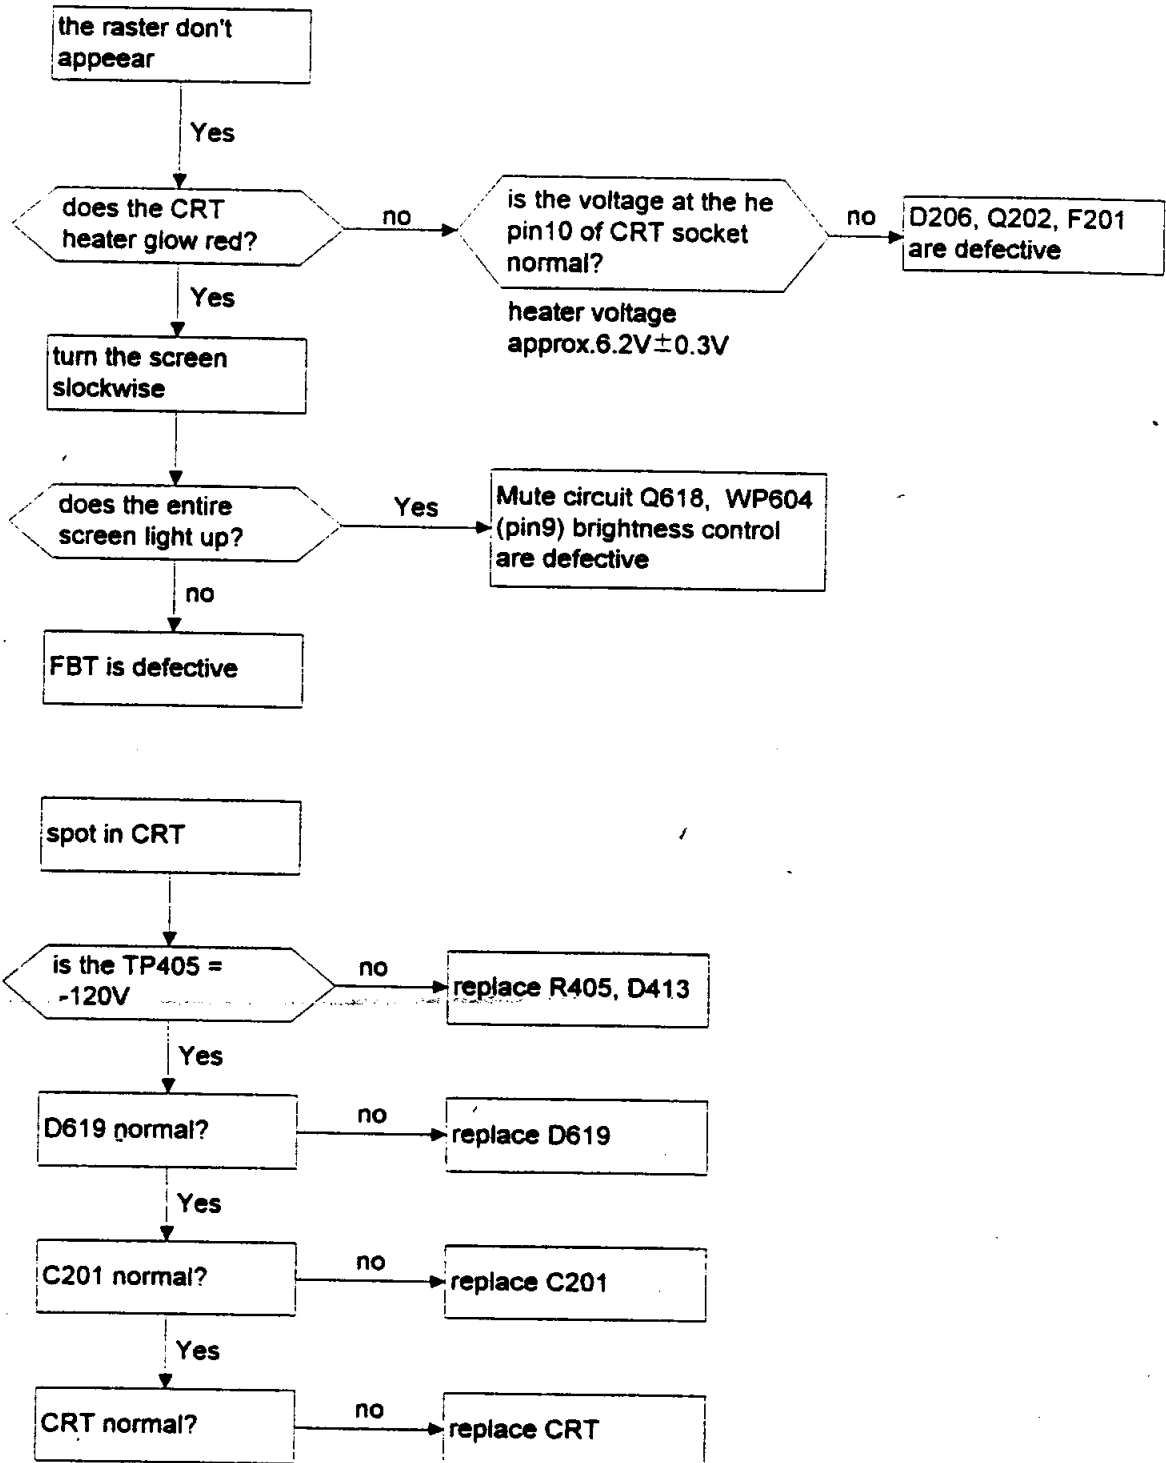 the raster don't
appeear
Yes
does the CRT
heater glow red?
no
is the voltage at the he
pin10 of CRT socket
normal?
no
D206, Q202, F201
are defective
heater voltage
approx.6.2V±0.3V
Yes
turn the screen
slockwise
does the entire
screen light up?
Yes
Mute circuit Q618, WP604
(pin9) brightness control
are defective
no
FBT is defective
spot in CRT
is the TP405 =
-120V
no
replace R405, D413
Yes
D619 normal?
no
replace D619
Yes
C201 normal?
no
replace C201
Yes
CRT normal?
no
replace CRT